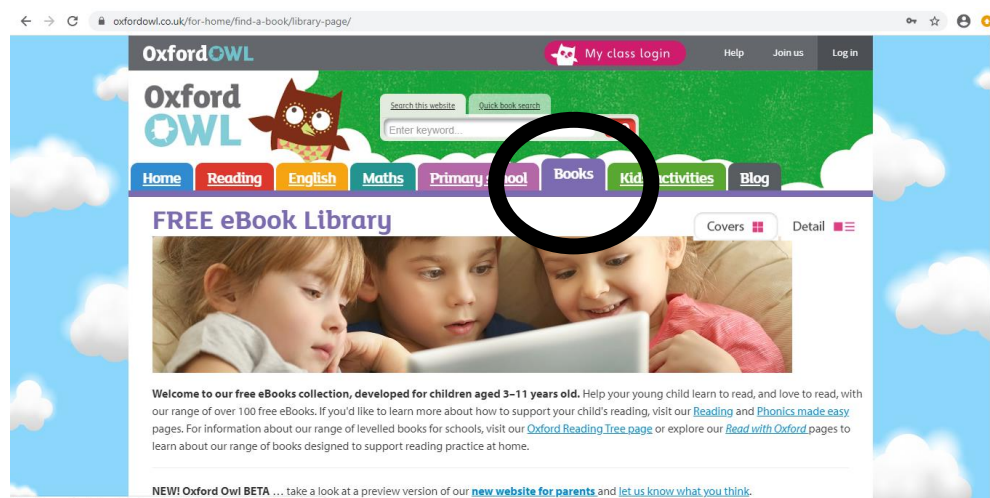 oxfordowl.co.uk/for-home/find-a-book/library-page/
OxfordOWL My class login Help Join us Log in
Oxford
OWL
Search this website Quick book search
Enter keyword...
Home Reading English Maths Primary school Books Kids activities Blog
FREE eBook Library
Covers Detail
Welcome to our free eBooks collection, developed for children aged 3–11 years old. Help your young child learn to read, and love to read, with
our range of over 100 free eBooks. If you'd like to learn more about how to support your child's reading, visit our Reading and Phonics made easy
pages. For information about our range of levelled books for schools, visit our Oxford Reading Tree page or explore our Read with Oxford pages to
learn about our range of books designed to support reading practice at home.
NEW! Oxford Owl BETA ... take a look at a preview version of our new website for parents and let us know what you think.